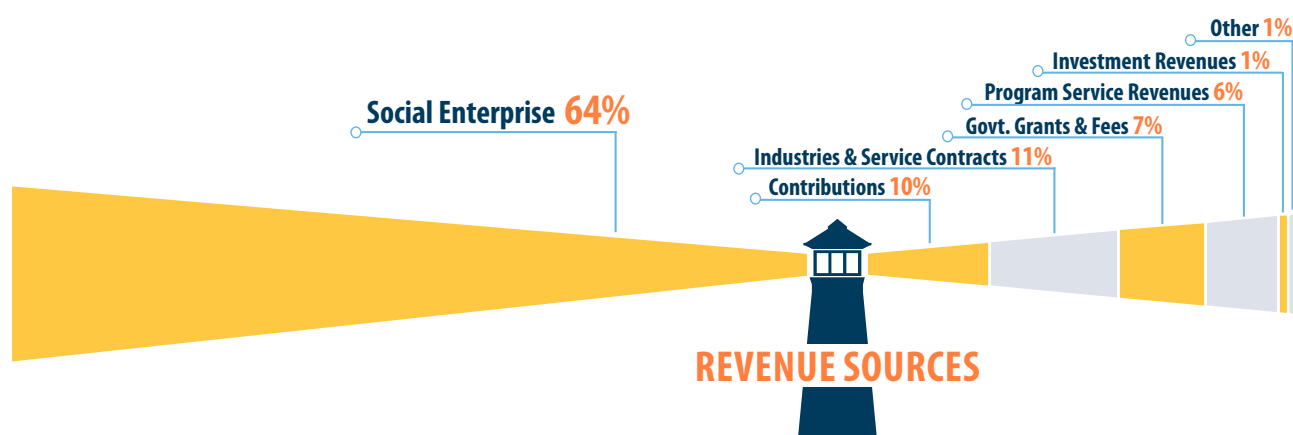 Other 1%
Investment Revenues 1%
Program Service Revenues 6%
Social Enterprise 64%
Govt. Grants & Fees 7%
Industries & Service Contracts 11%
Contributions 10%
REVENUE SOURCES